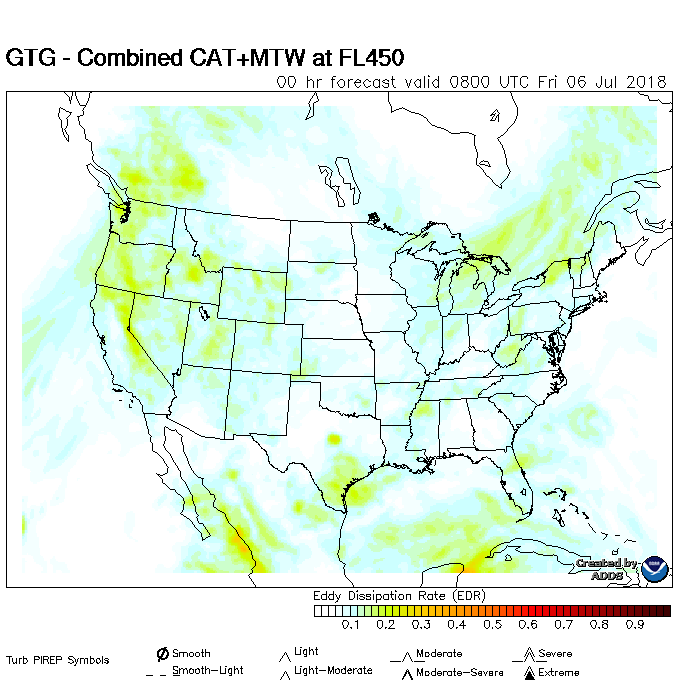 GTG - Combined CAT+MTW at FL450
00 hr forecast valid 0800 UTC Fri 06 Jul 2018
Created by
ADDS
Eddy Dissipation Rate (EDR)
0.1 0.2 0.3 0.4 0.5 0.6 0.7 0.8 0.9
Turb PIREP Symbols
Smooth Light Moderate Severe
Smooth-Light Light-Moderate Moderate-Severe Extreme